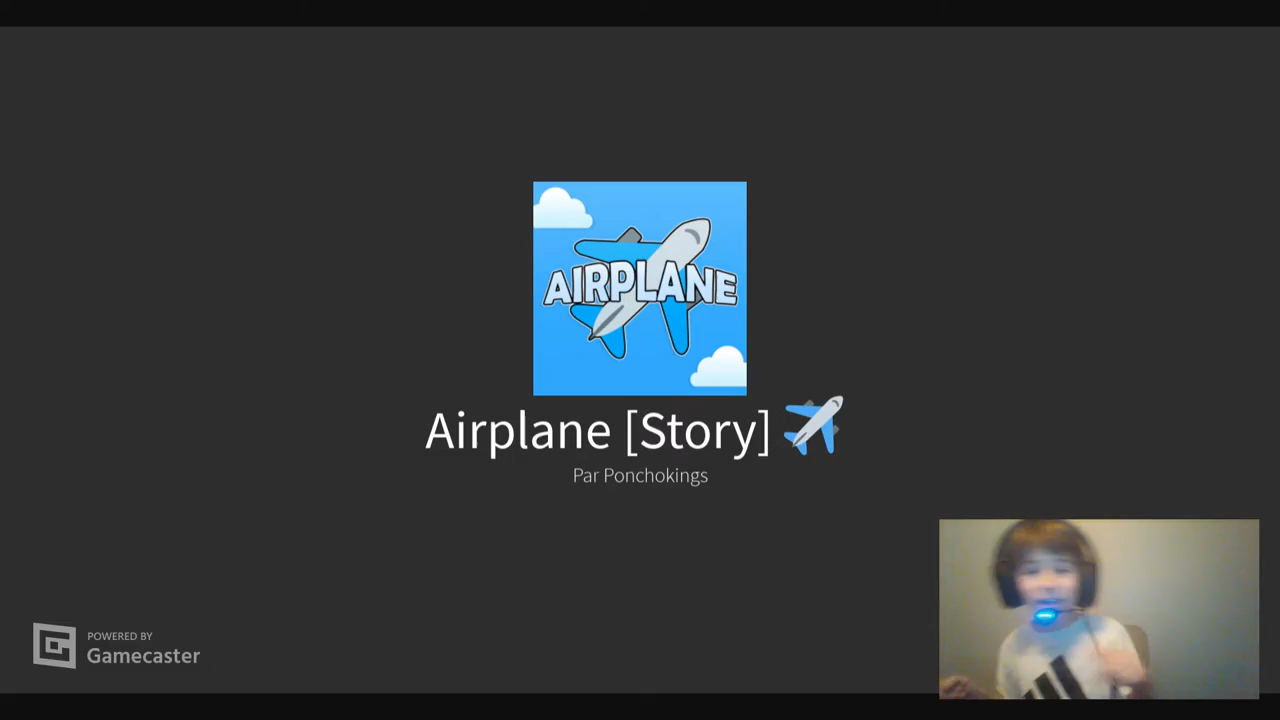 AIRPLANE
Airplane [Story] ✈️
Par Ponchokings
POWERED BY
Gamecaster